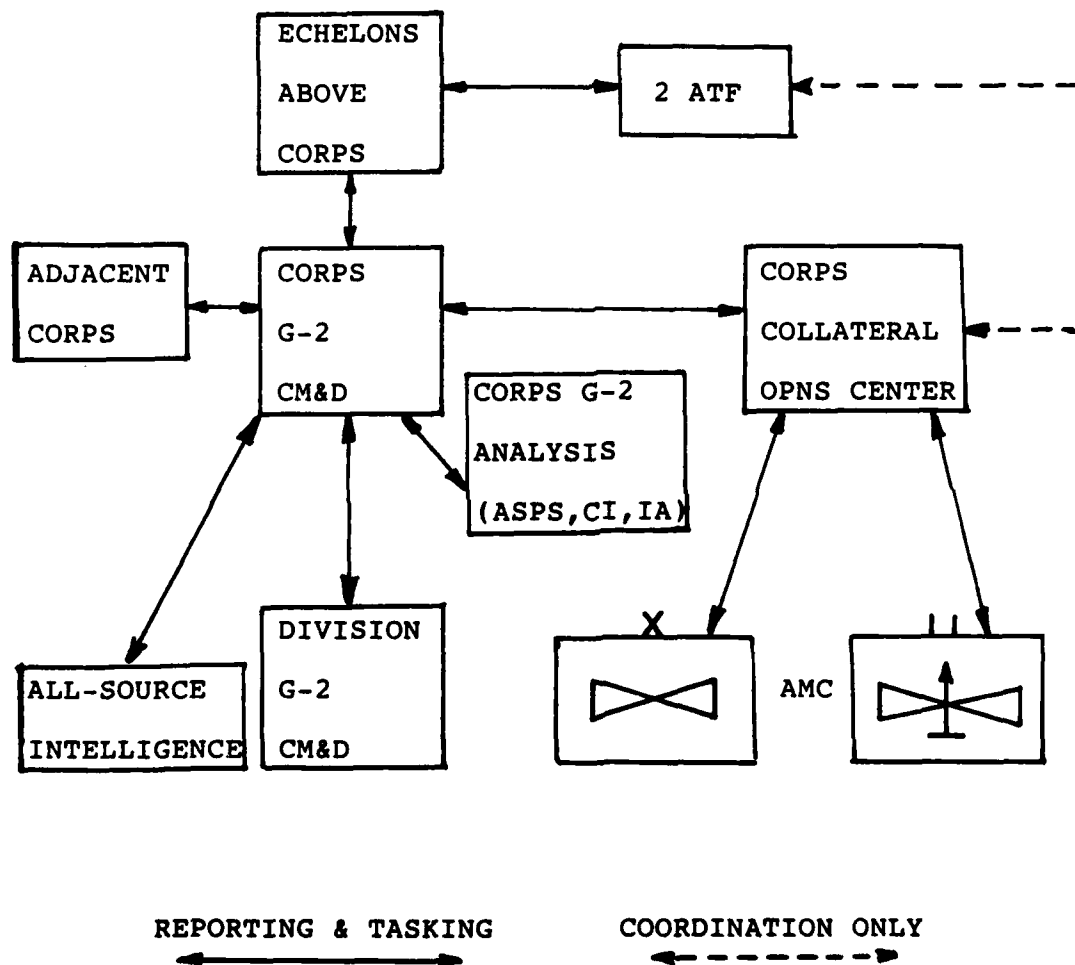 ECHELONS
ABOVE
CORPS
2 ATF
ADJACENT
CORPS
CORPS
G-2
CM&D
CORPS
COLLATERAL
OPNS CENTER
CORPS G-2
ANALYSIS
(ASPS,CI,IA)
ALL-SOURCE
INTELLIGENCE
DIVISION
G-2
CM&D
X
AMC
REPORTING & TASKING
COORDINATION ONLY